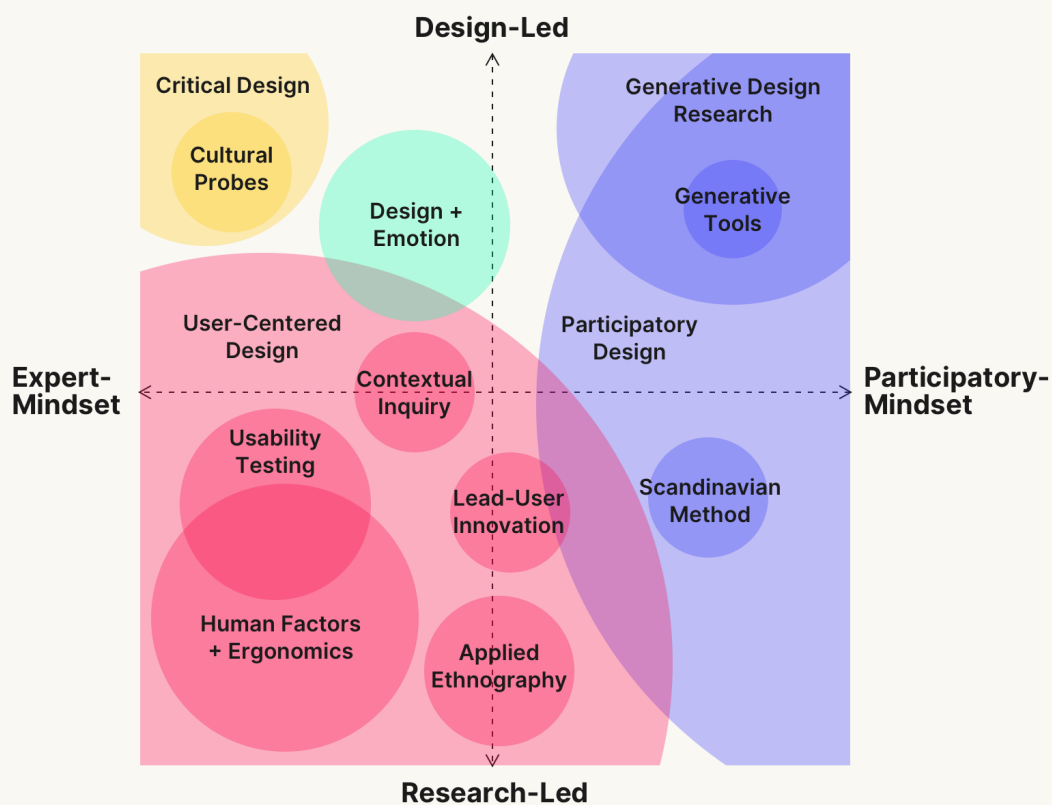 Design-Led
Critical Design
Generative Design
Research
Cultural
Probes
Generative
Tools
Design +
Emotion
User-Centered
Design
Participatory
Design
Expert-
Mindset
Contextual
Inquiry
Participatory-
Mindset
Usability
Testing
Lead-User
Innovation
Scandinavian
Method
Human Factors
+ Ergonomics
Applied
Ethnography
Research-Led